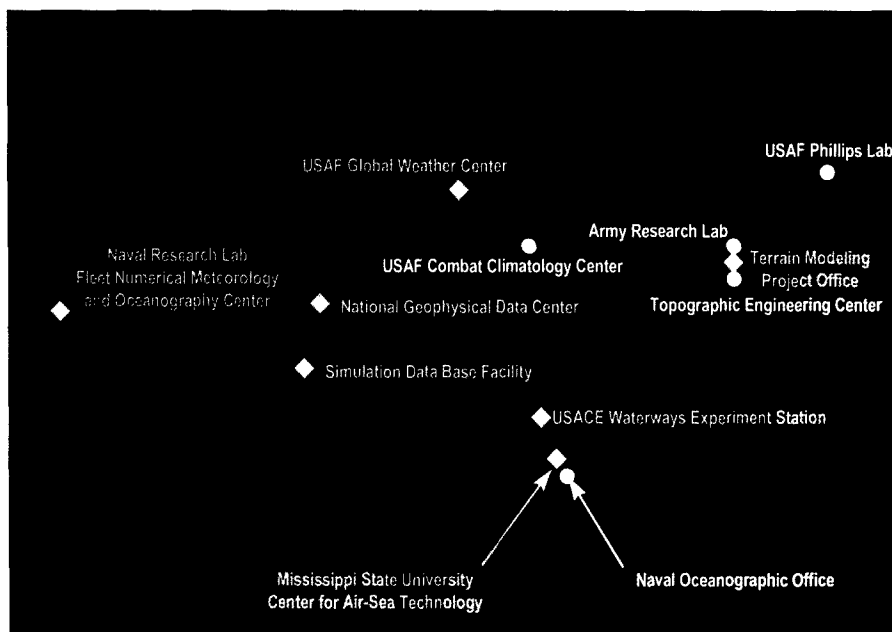 USAF Phillips Lab
USAF Global Weather Center
Army Research Lab
Naval Research Lab
Fleet Numerical Meteorology
and Oceanography Center
USAF Combat Climatology Center
Terrain Modeling
Project Office
National Geophysical Data Center
Topographic Engineering Center
Simulation Data Base Facility
USACE Waterways Experiment Station
Mississippi State University
Center for Air-Sea Technology
Naval Oceanographic Office